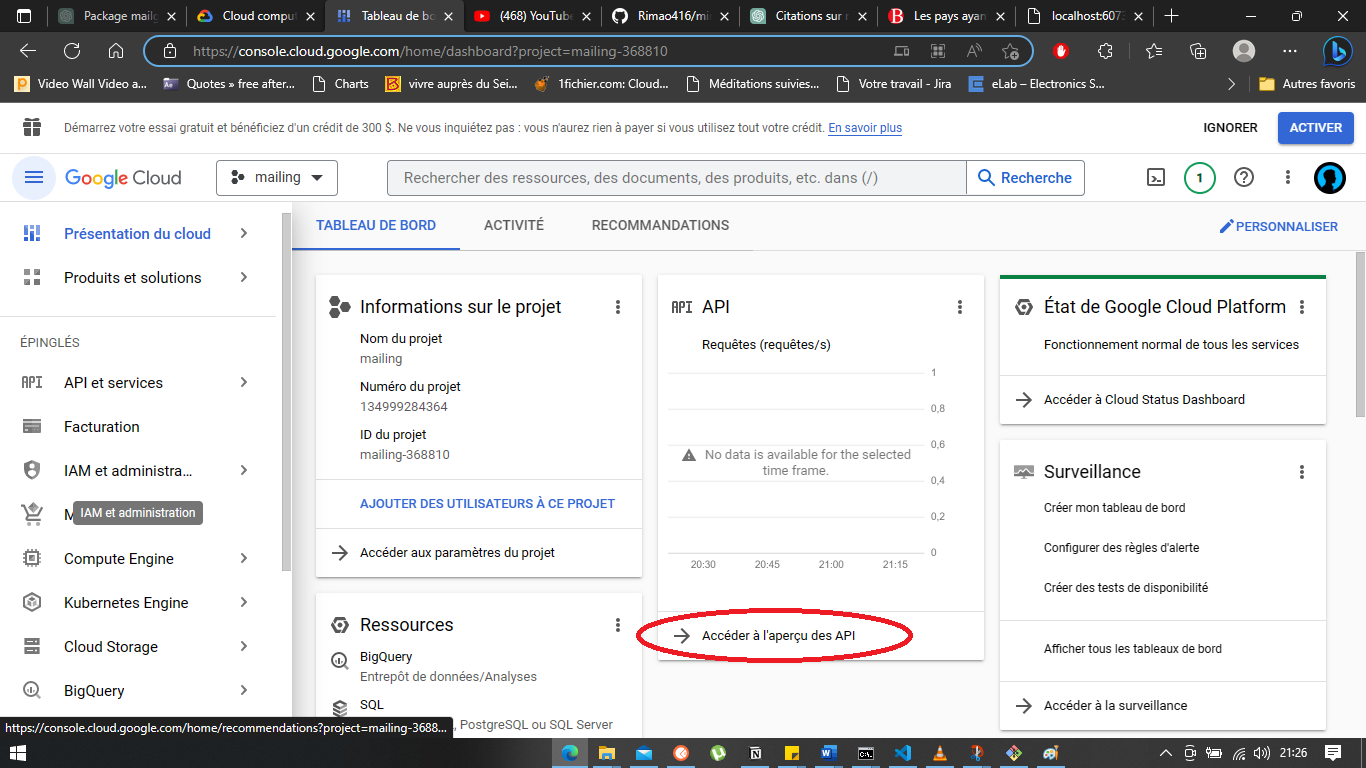 Package mailg
Cloud comput
Tableau de bo
(468) YouTube
Rimao416/mi
Citations sur
Les pays ayan
localhost:6073
https://console.cloud.google.com/home/dashboard?project=mailing-368810
Video Wall Video a...
Quotes » free after...
Charts
vivre auprès du Sei...
1fichier.com: Cloud...
Méditations suivies...
Votre travail - Jira
eLab – Electronics S...
Autres favoris
Démarrez votre essai gratuit et bénéficiez d'un crédit de 300 $. Ne vous inquiétez pas : vous n'aurez rien à payer si vous utilisez tout votre crédit. En savoir plus
IGNORER
ACTIVER
Google Cloud
mailing
Rechercher des ressources, des documents, des produits, etc. dans (/)
Recherche
1
Présentation du cloud
Produits et solutions
ÉPINGLÉS
API et services
Facturation
IAM et administra...
M
IAM et administration
Compute Engine
Kubernetes Engine
Cloud Storage
BigQuery
TABLEAU DE BORD
ACTIVITÉ
RECOMMANDATIONS
PERSONNALISER
Informations sur le projet
Nom du projet
mailing
Numéro du projet
134999284364
ID du projet
mailing-368810
AJOUTER DES UTILISATEURS À CE PROJET
Accéder aux paramètres du projet
Ressources
BigQuery
Entrepôt de données/Analyses
SQL
, PostgreSQL ou SQL Server
API API
Requêtes (requêtes/s)
1
0,8
0,6
No data is available for the selected
time frame.
0,4
0,2
0
20:30 20:45 21:00 21:15
Accéder à l'aperçu des API
État de Google Cloud Platform
Fonctionnement normal de tous les services
Accéder à Cloud Status Dashboard
Surveillance
Créer mon tableau de bord
Configurer des règles d'alerte
Créer des tests de disponibilité
Afficher tous les tableaux de bord
Accéder à la surveillance
https://console.cloud.google.com/home/recommendations?project=mailing-3688...
21:26